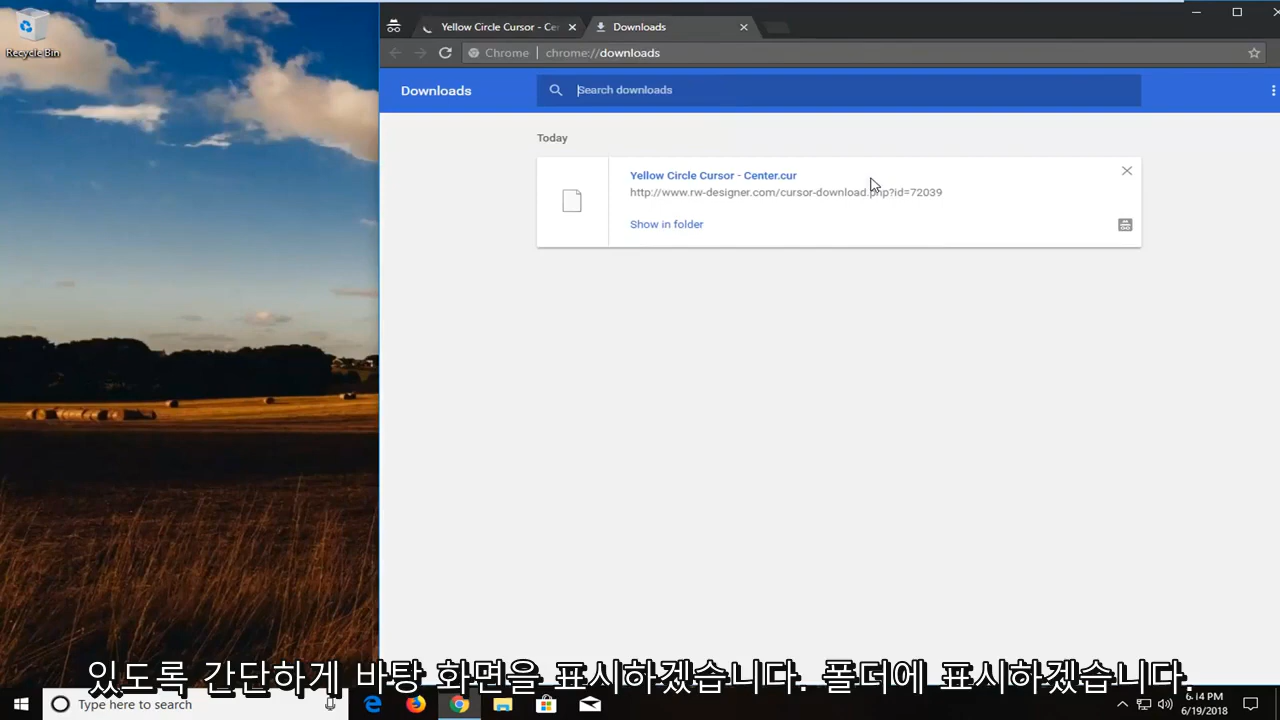 Recycle Bin
Yellow Circle Cursor - Cer
Downloads
Chrome | chrome://downloads
Downloads
Search downloads
Today
Yellow Circle Cursor - Center.cur
http://www.rw-designer.com/cursor-download.php?id=72039
Show in folder
있도록 간단하게 바탕 화면을 표시하겠습니다. 폴더에 표시하겠습니다.
Type here to search
6:14 PM
6/19/2018